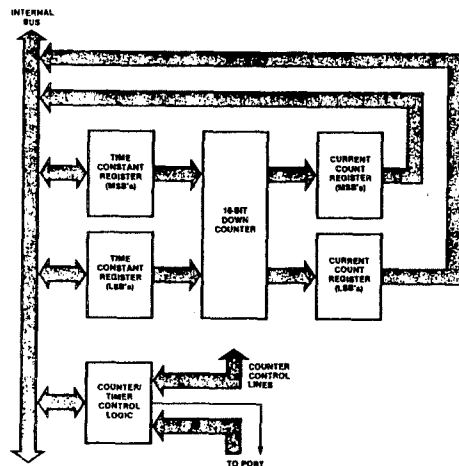 INTERNAL
BUS
TIME
CONSTANT
REGISTER
(MSB's)
16-BIT
DOWN
COUNTER
CURRENT
COUNT
REGISTER
(MSB's)
TIME
CONSTANT
REGISTER
(LSB's)
CURRENT
COUNT
REGISTER
(LSB's)
COUNTER/
TIMER
CONTROL
LOGIC
COUNTER
CONTROL
LINES
TO PORT